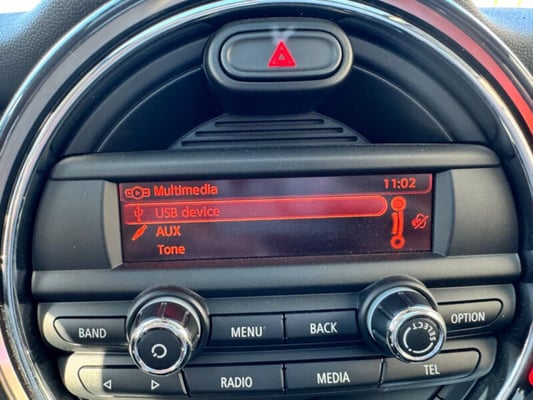 Multimedia 11:02
USB device
AUX
Tone
BAND MENU BACK SELECT OPTION
RADIO MEDIA TEL